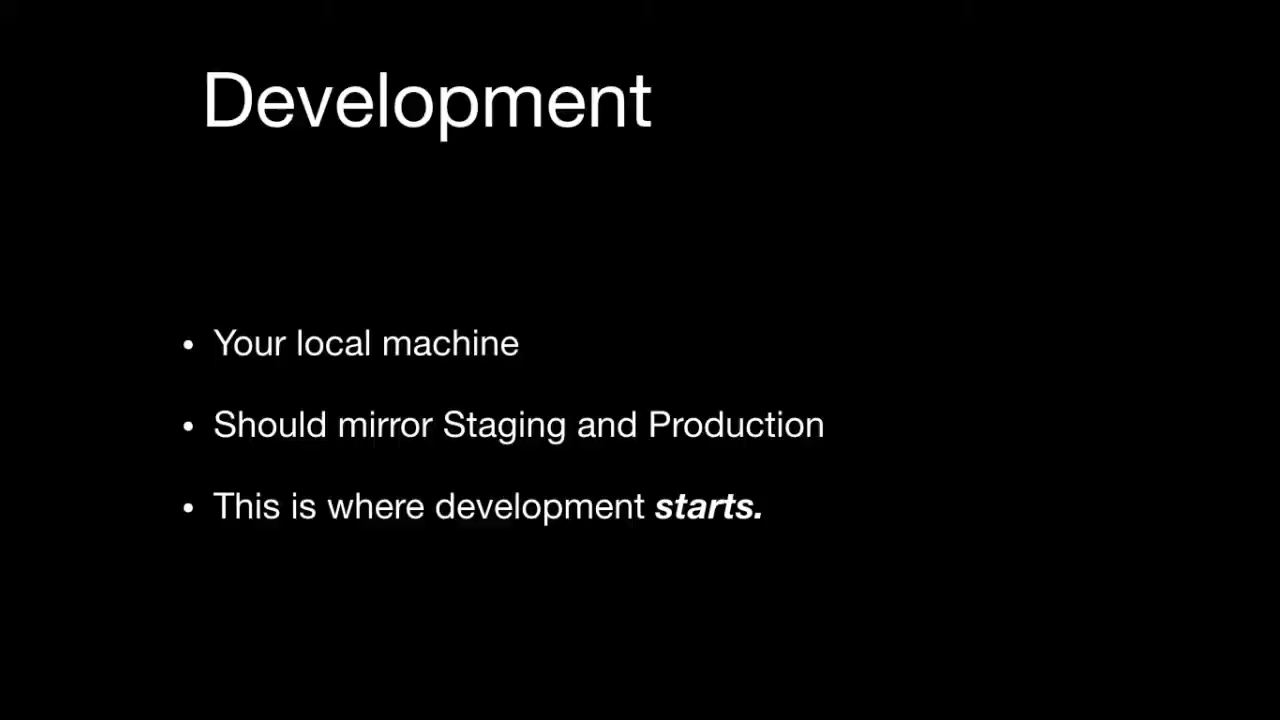 Development
• Your local machine
• Should mirror Staging and Production
• This is where development starts.